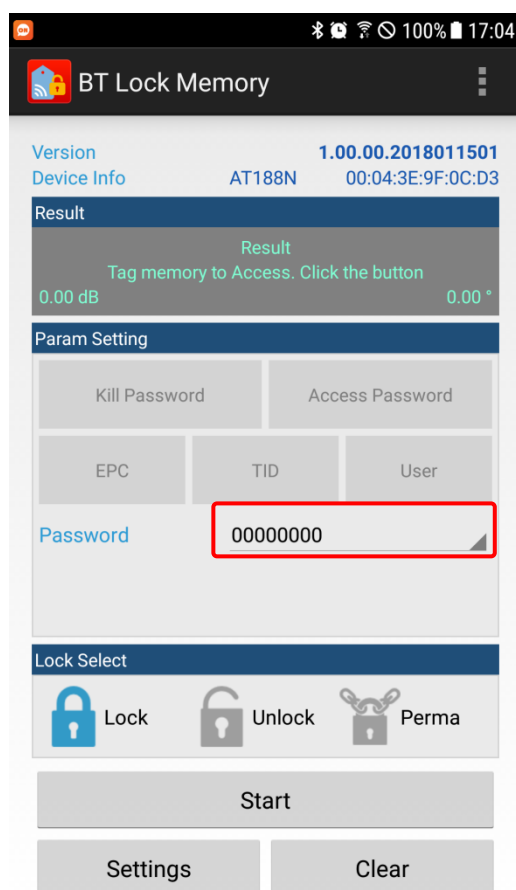 100% 17:04
BT Lock Memory
Version 1.00.00.2018011501
Device Info AT188N 00:04:3E:9F:0C:D3
Result
Result
Tag memory to Access. Click the button
0.00 dB 0.00 °
Param Setting
Kill Password Access Password
EPC TID User
Password 00000000
Lock Select
Lock Unlock Perma
Start
Settings Clear